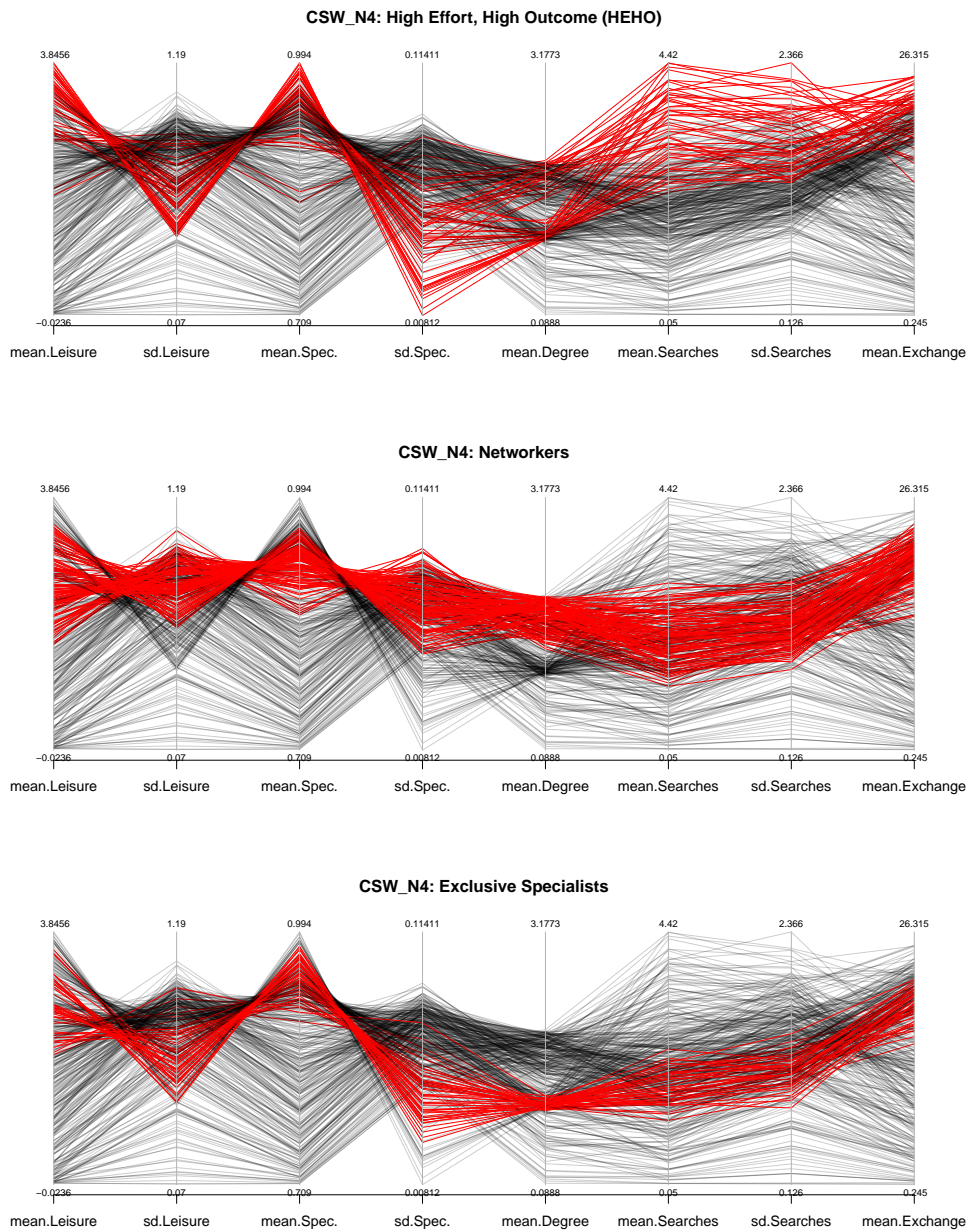 CSW_N4: High Effort, High Outcome (HEHO)
3.8456 1.19 0.994 0.11411 3.1773 4.42 2.366 26.315
−0.0236 0.07 0.709 0.00812 0.0888 0.05 0.126 0.245
mean.Leisure sd.Leisure mean.Spec. sd.Spec. mean.Degree mean.Searches sd.Searches mean.Exchange
CSW_N4: Networkers
3.8456 1.19 0.994 0.11411 3.1773 4.42 2.366 26.315
−0.0236 0.07 0.709 0.00812 0.0888 0.05 0.126 0.245
mean.Leisure sd.Leisure mean.Spec. sd.Spec. mean.Degree mean.Searches sd.Searches mean.Exchange
CSW_N4: Exclusive Specialists
3.8456 1.19 0.994 0.11411 3.1773 4.42 2.366 26.315
−0.0236 0.07 0.709 0.00812 0.0888 0.05 0.126 0.245
mean.Leisure sd.Leisure mean.Spec. sd.Spec. mean.Degree mean.Searches sd.Searches mean.Exchange